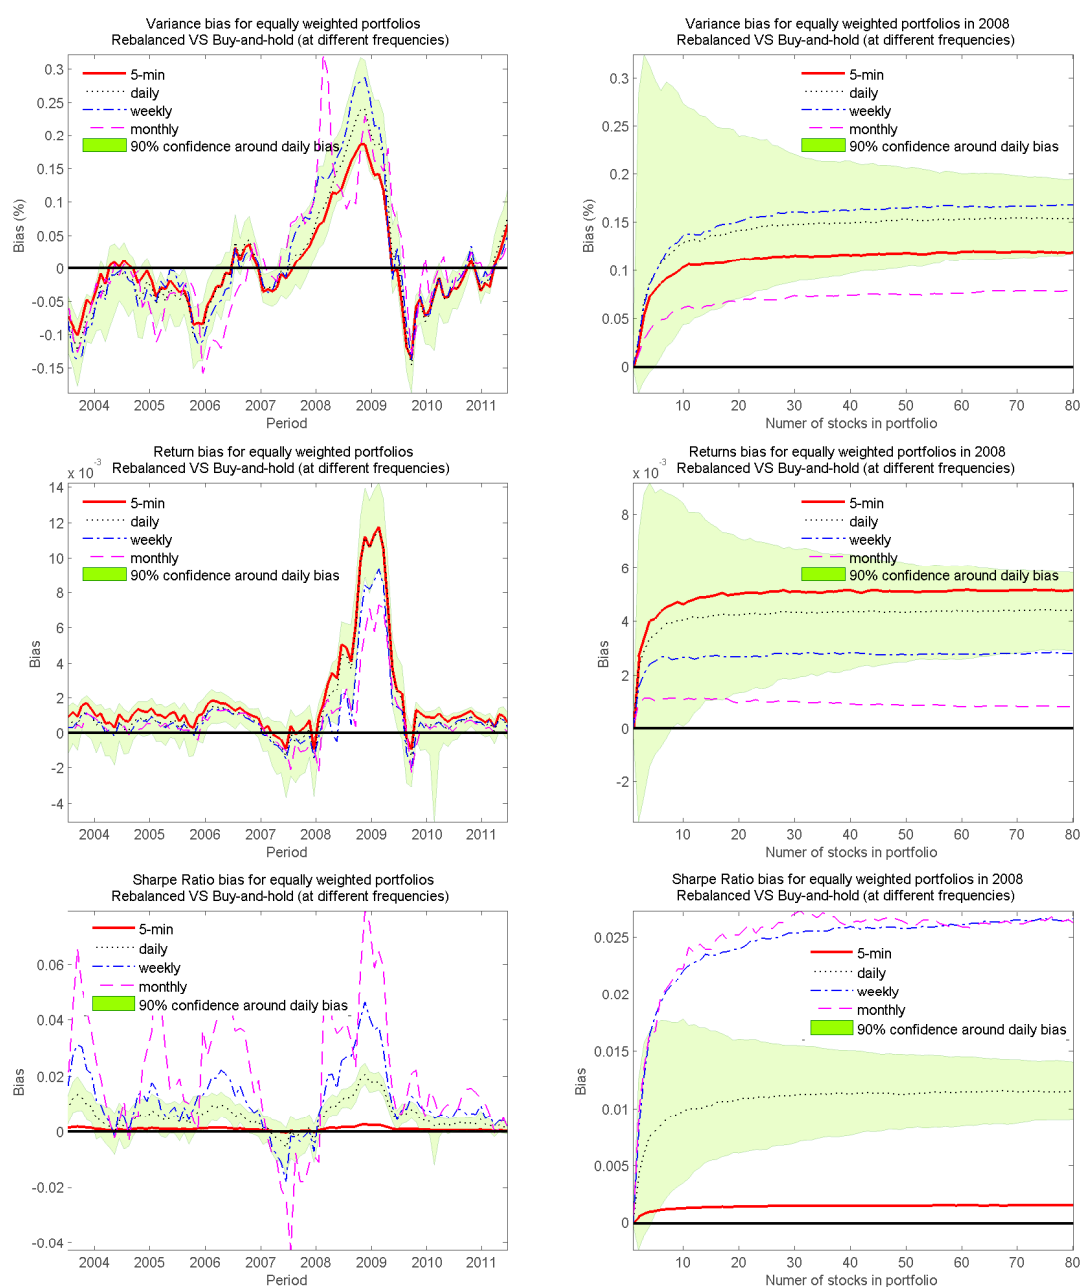 Variance bias for equally weighted portfolios
Rebalanced VS Buy-and-hold (at different frequencies)
0.3
0.25
0.2
0.15
0.1
0.05
0
-0.05
-0.1
-0.15
Bias (%)
5-min
daily
weekly
monthly
90% confidence around daily bias
2004 2005 2006 2007 2008 2009 2010 2011
Period
Variance bias for equally weighted portfolios in 2008
Rebalanced VS Buy-and-hold (at different frequencies)
0.3
0.25
0.2
0.15
0.1
0.05
0
Bias (%)
5-min
daily
weekly
monthly
90% confidence around daily bias
10 20 30 40 50 60 70 80
Numer of stocks in portfolio
Return bias for equally weighted portfolios
Rebalanced VS Buy-and-hold (at different frequencies)
x 10-3
14
12
10
8
6
4
2
0
-2
-4
Bias
5-min
daily
weekly
monthly
90% confidence around daily bias
2004 2005 2006 2007 2008 2009 2010 2011
Period
Returns bias for equally weighted portfolios in 2008
Rebalanced VS Buy-and-hold (at different frequencies)
x 10-3
8
6
4
2
0
-2
Bias
5-min
daily
weekly
monthly
90% confidence around daily bias
10 20 30 40 50 60 70 80
Numer of stocks in portfolio
Sharpe Ratio bias for equally weighted portfolios
Rebalanced VS Buy-and-hold (at different frequencies)
0.06
0.04
0.02
0
-0.02
-0.04
Bias
5-min
daily
weekly
monthly
90% confidence around daily bias
2004 2005 2006 2007 2008 2009 2010 2011
Period
Sharpe Ratio bias for equally weighted portfolios in 2008
Rebalanced VS Buy-and-hold (at different frequencies)
0.025
0.02
0.015
0.01
0.005
0
Bias
5-min
daily
weekly
monthly
90% confidence around daily bias
10 20 30 40 50 60 70 80
Numer of stocks in portfolio